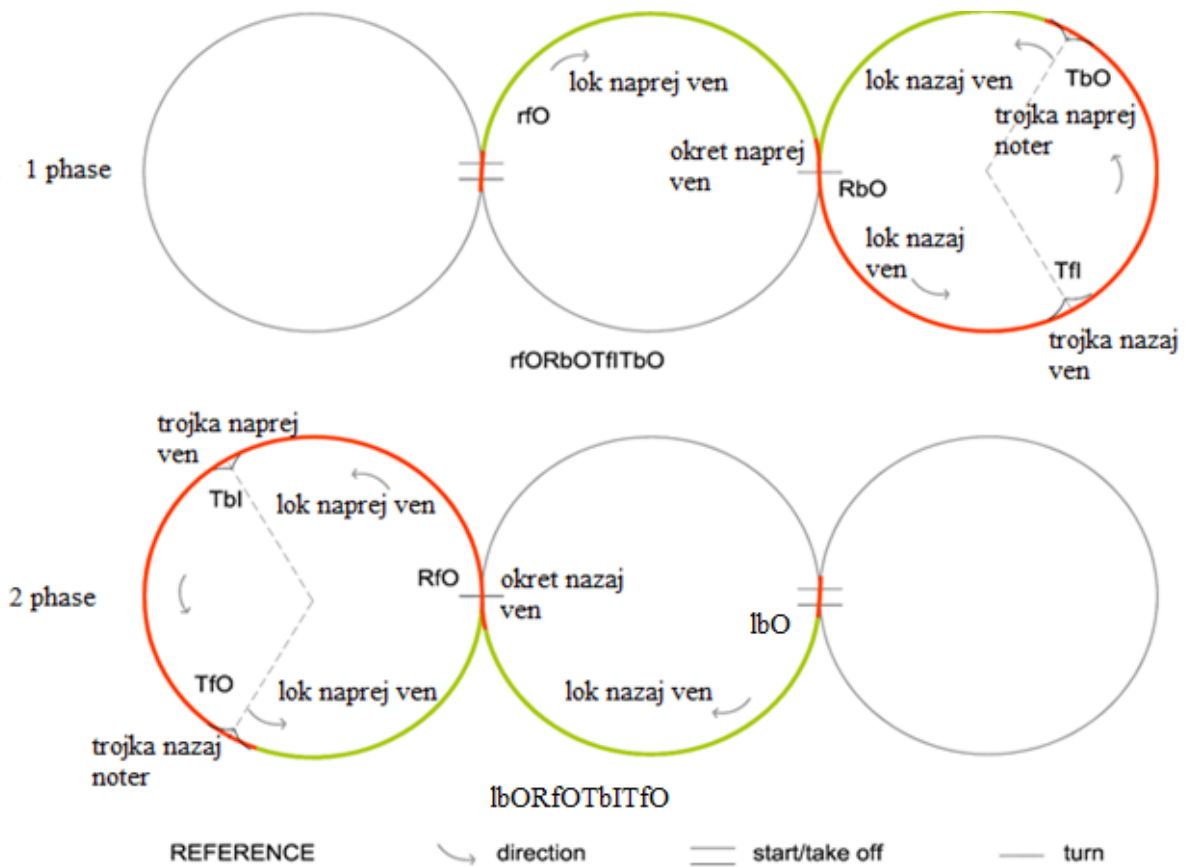 lok naprej ven
rfO
lok nazaj ven
TbO
trojka naprej
noter
1 phase
okret naprej
ven
RbO
lok nazaj
ven
TfI
trojka nazaj
ven
rfORbOTfITbO
trojka naprej
ven
TbI
lok naprej ven
2 phase
RfO
okret nazaj
ven
lbO
TfO
lok naprej ven
lok nazaj ven
trojka nazaj
noter
lbORfOTbITfO
REFERENCE
direction
start/take off
turn